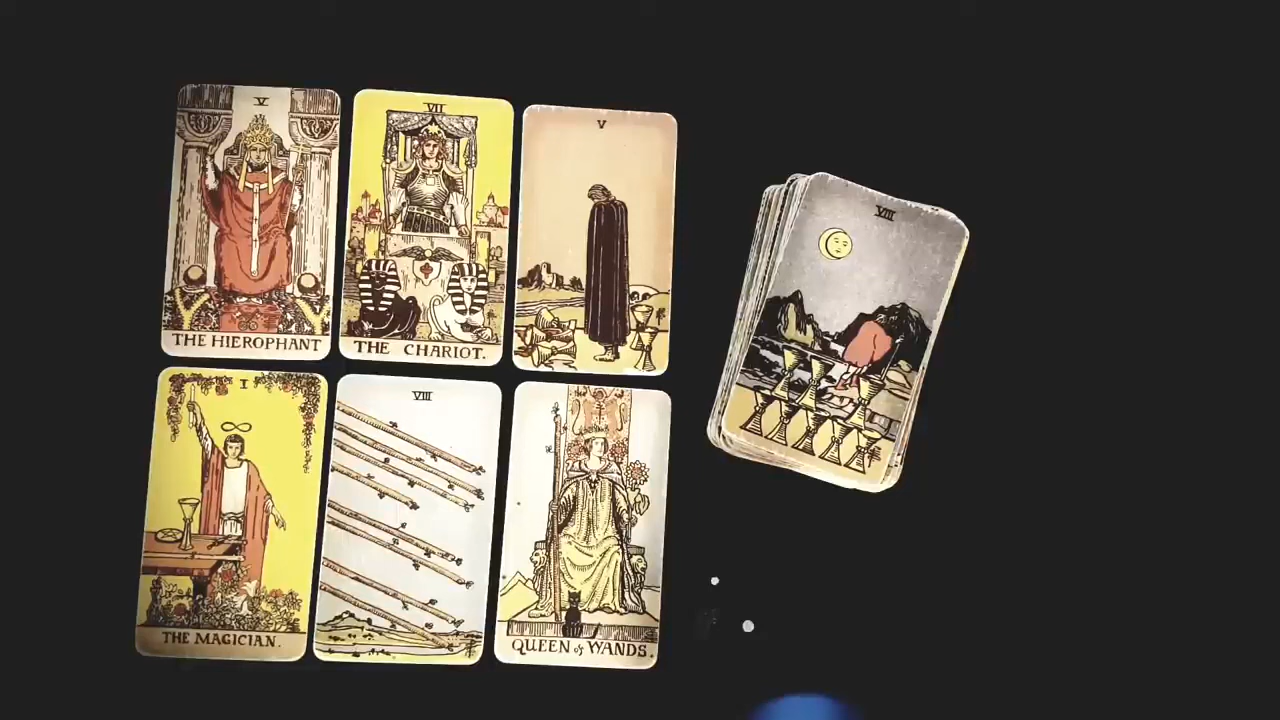 V
THE HIEROPHANT
VII
THE CHARIOT.
V
I
THE MAGICIAN.
VIII
QUEEN of WANDS.
VIII